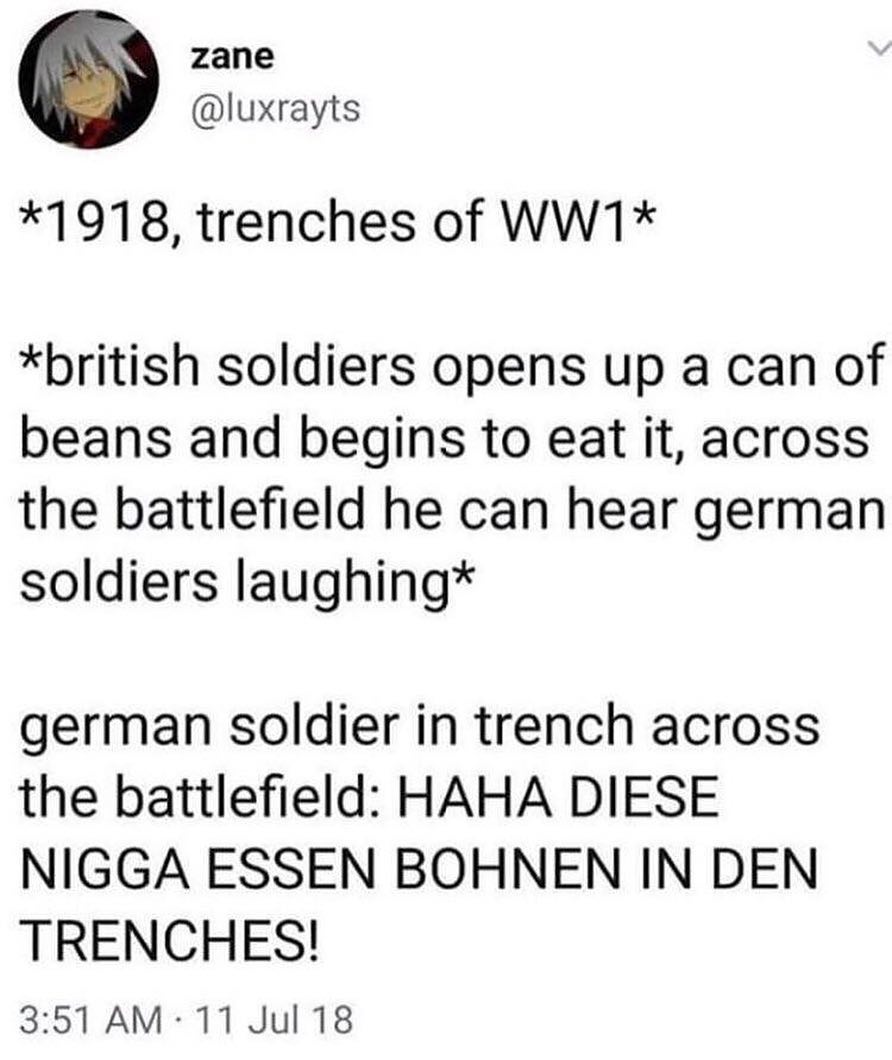 zane
@luxrayts
*1918, trenches of WW1*
*british soldiers opens up a can of
beans and begins to eat it, across
the battlefield he can hear german
soldiers laughing*
german soldier in trench across
the battlefield: HAHA DIESE
NIGGA ESSEN BOHNEN IN DEN
TRENCHES!
3:51 AM · 11 Jul 18